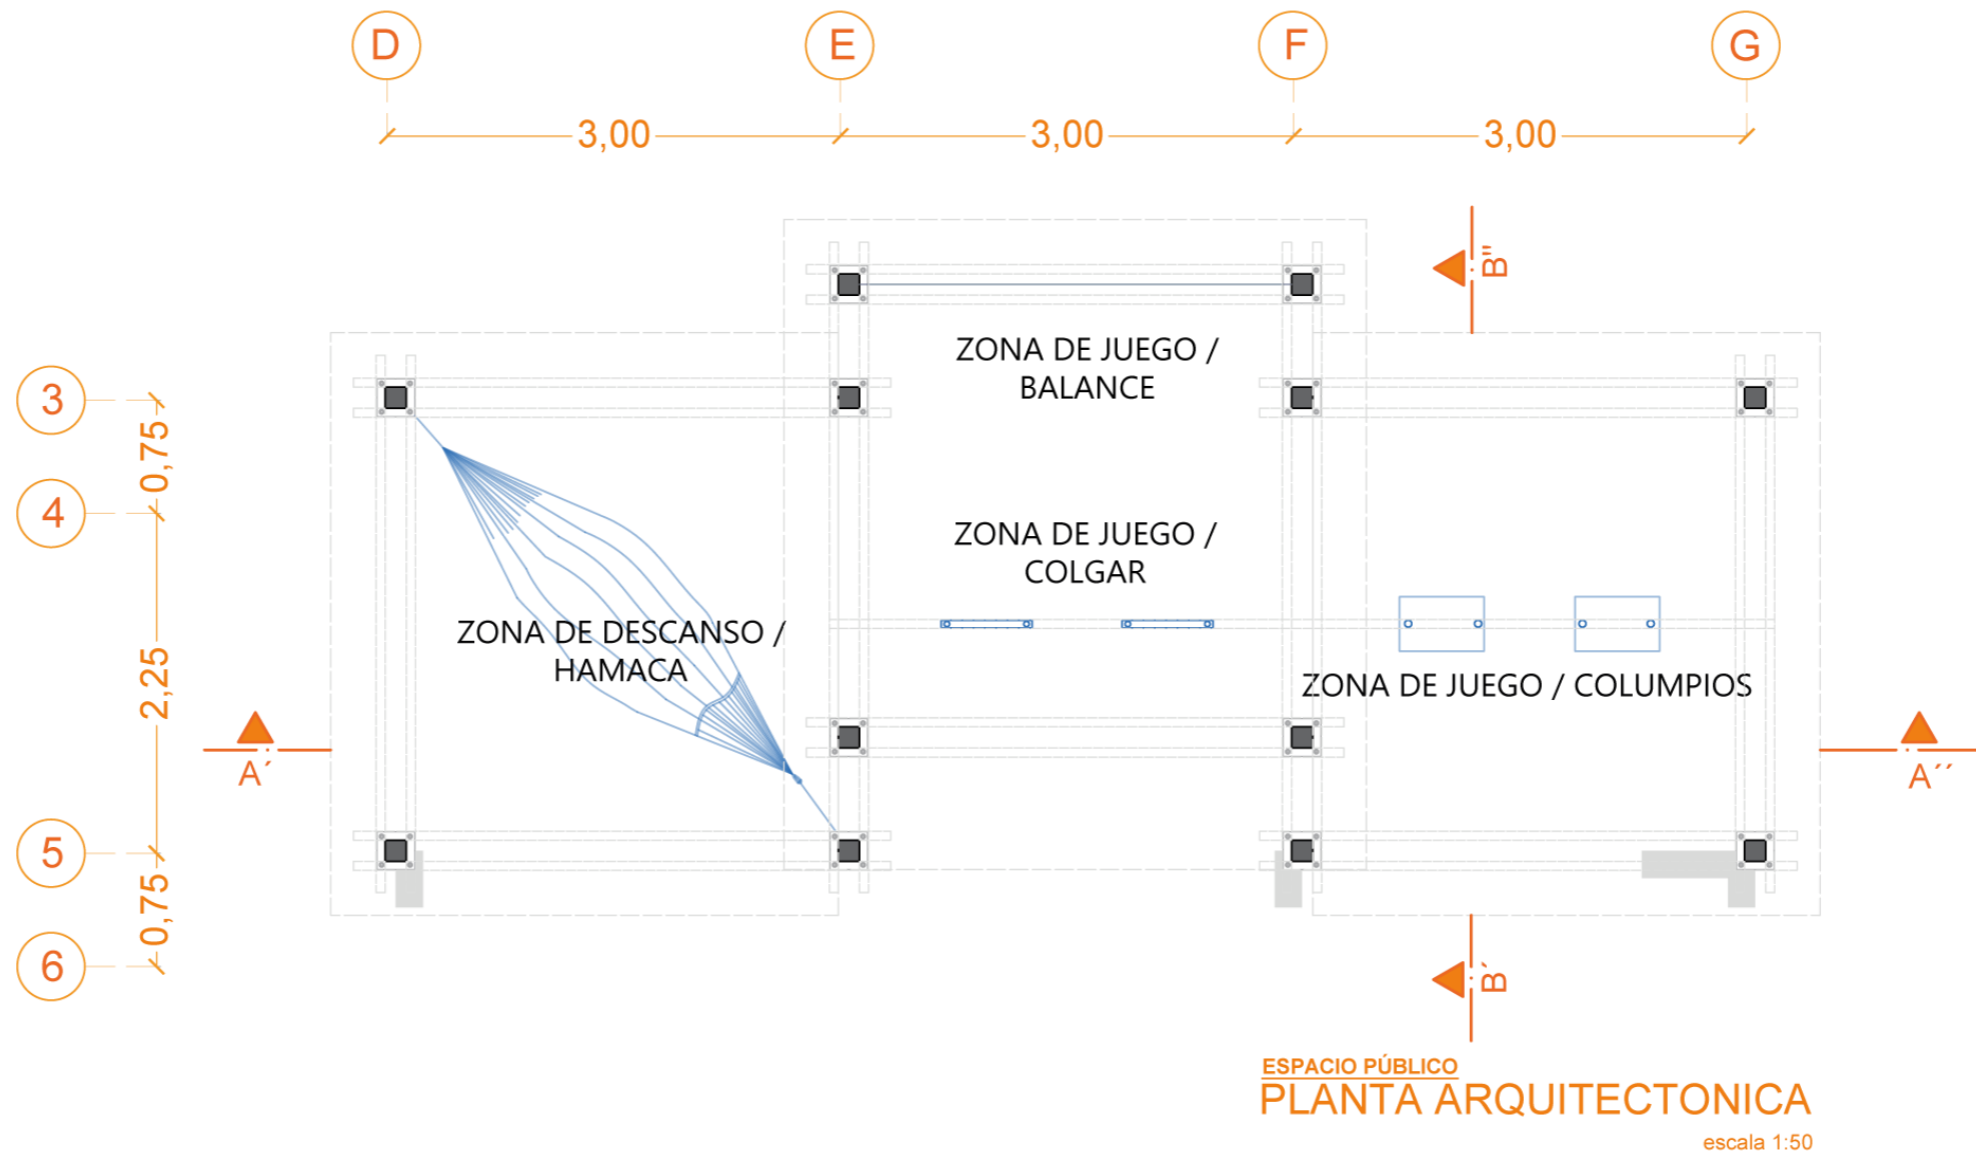 D E F G
3,00 3,00 3,00
B''
ZONA DE JUEGO /
BALANCE
3
0,75
4
ZONA DE JUEGO /
COLGAR
ZONA DE DESCANSO /
HAMACA
2,25
ZONA DE JUEGO / COLUMPIOS
A´ A´´
5
0,75
6
B`
ESPACIO PÚBLICO
PLANTA ARQUITECTONICA
escala 1:50